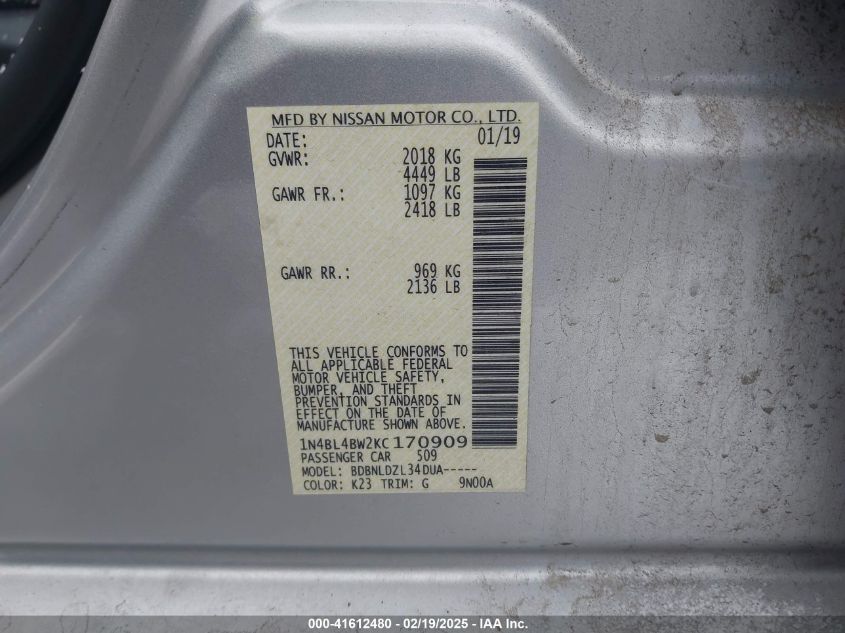 MFD BY NISSAN MOTOR CO., LTD.
DATE: 01/19
GVWR: 2018 KG
4449 LB
GAWR FR.: 1097 KG
2418 LB
GAWR RR.: 969 KG
2136 LB
THIS VEHICLE CONFORMS TO
ALL APPLICABLE FEDERAL
MOTOR VEHICLE SAFETY,
BUMPER, AND THEFT
PREVENTION STANDARDS IN
EFFECT ON THE DATE OF
MANUFACTURE SHOWN ABOVE.
1N4BL4BW2KC170909
PASSENGER CAR 509
MODEL: BDBNLDZL34DUA-----
COLOR: K23 TRIM: G 9N00A
000-41612480 - 02/19/2025 - IAA Inc.